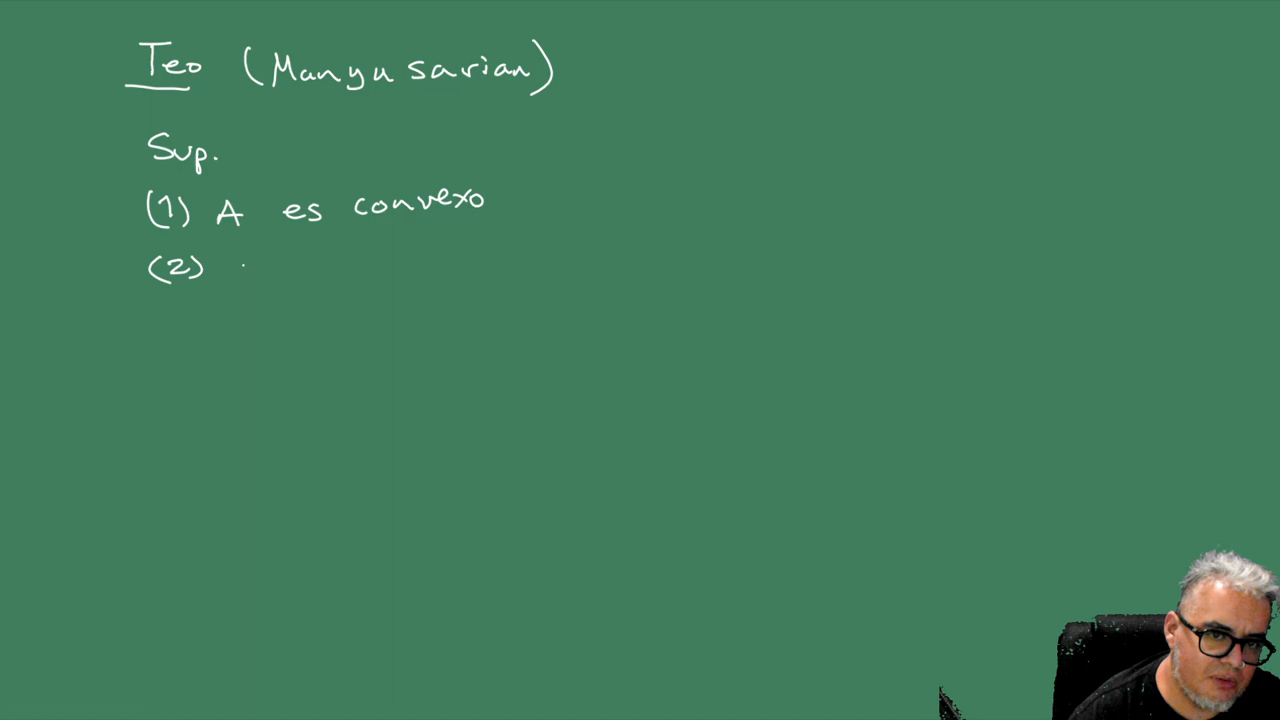 Teo (Manyusarian)
Sup.
(1) A es convexo
(2)